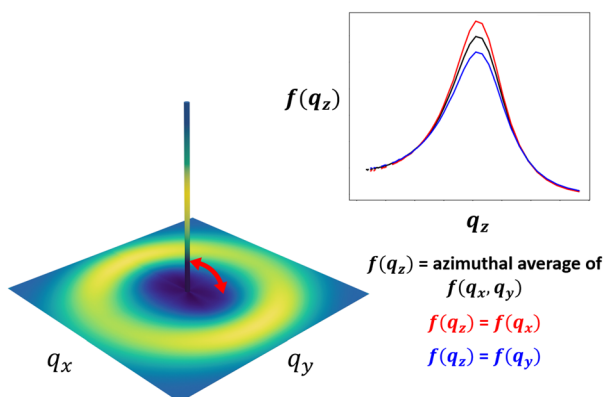 f(q_z)
q_z
f(q_z) = azimuthal average of
f(q_x, q_y)
f(q_z) = f(q_x)
f(q_z) = f(q_y)
q_x
q_y